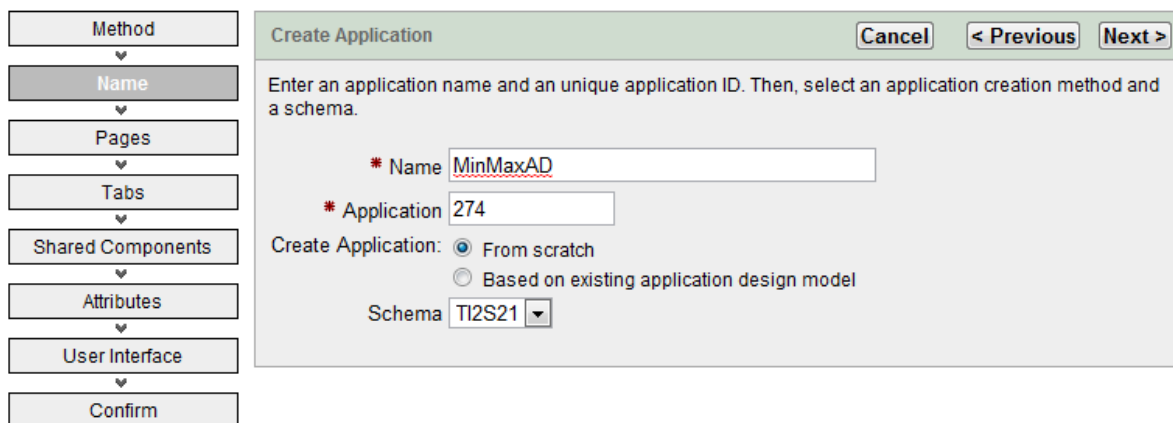 Method
Name
Pages
Tabs
Shared Components
Attributes
User Interface
Confirm
Create Application
Cancel
< Previous
Next >
Enter an application name and an unique application ID. Then, select an application creation method and
a schema.
* Name MinMaxAD
* Application 274
Create Application: From scratch
Based on existing application design model
Schema TI2S21